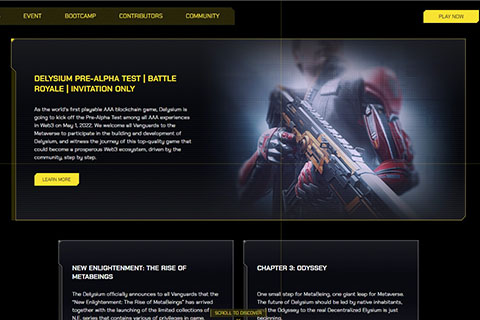 EVENT BOOTCAMP CONTRIBUTORS COMMUNITY PLAY NOW
DELYSIUM PRE-ALPHA TEST | BATTLE
ROYALE | INVITATION ONLY
As the world's first playable AAA blockchain game, Delysium is
going to kick off the Pre-Alpha Test among all AAA experiences
in Web3 on May 1, 2022. We welcome all Vanguards to the
Metaverse to participate in the building and development of
Delysium, and witness the journey of this top-quality game that
could become a prosperous Web3 ecosystem, driven by the
community, step by step.
LEARN MORE
NEW ENLIGHTENMENT: THE RISE OF
METABEINGS
The Delysium officially announces to all Vanguards that the
"New Enlightenment: The Rise of MetaBeings" has arrived
together with the launching of the limited collections of
N.E. series that contains various of privileges in game.
CHAPTER 3: ODYSSEY
One small step for MetaBeing, one giant leap for Metaverse.
The future of Delysium should be led by native inhabitants,
and the Odyssey to the real Decentralized Elysium is just
beginning.
SCROLL TO DISCOVER